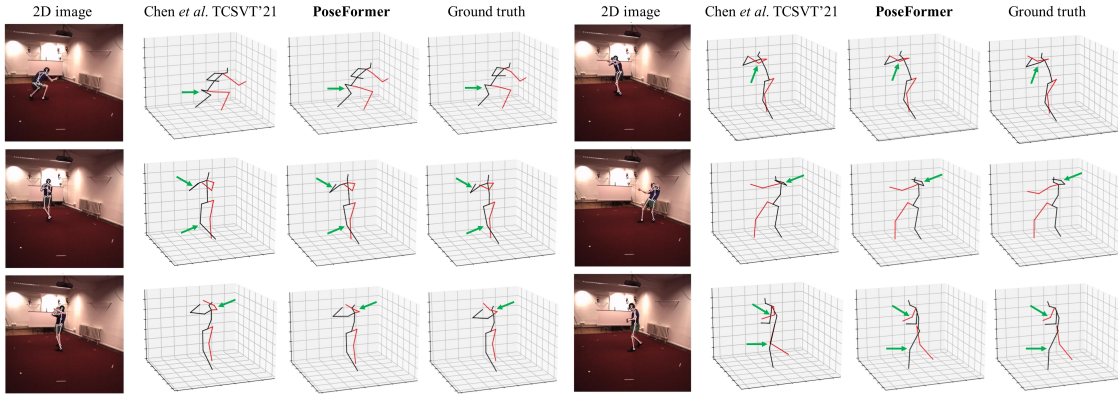 2D image Chen et al. TCSVT’21 PoseFormer Ground truth 2D image Chen et al. TCSVT’21 PoseFormer Ground truth